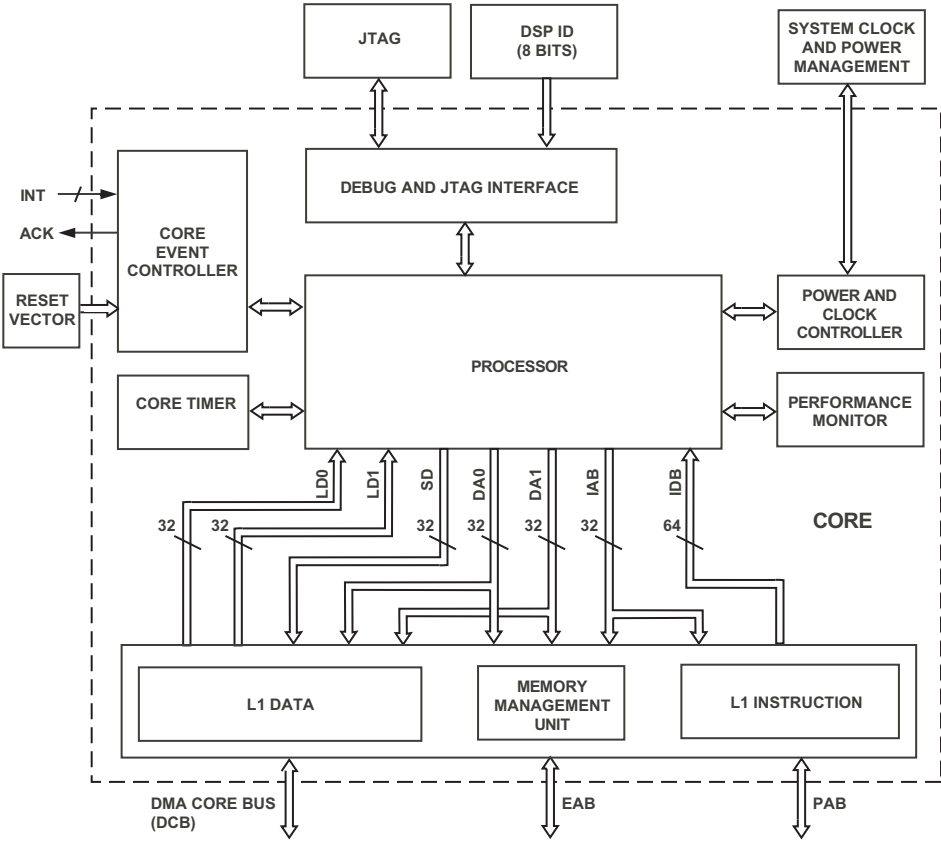 JTAG
DSP ID
(8 BITS)
SYSTEM CLOCK
AND POWER
MANAGEMENT
DEBUG AND JTAG INTERFACE
INT
ACK
CORE
EVENT
CONTROLLER
RESET
VECTOR
POWER AND
CLOCK
CONTROLLER
PROCESSOR
CORE TIMER
PERFORMANCE
MONITOR
LD0
LD1
SD
DA0
DA1
IAB
IDB
32
32
32
32
32
32
64
CORE
L1 DATA
MEMORY
MANAGEMENT
UNIT
L1 INSTRUCTION
DMA CORE BUS
(DCB)
EAB
PAB